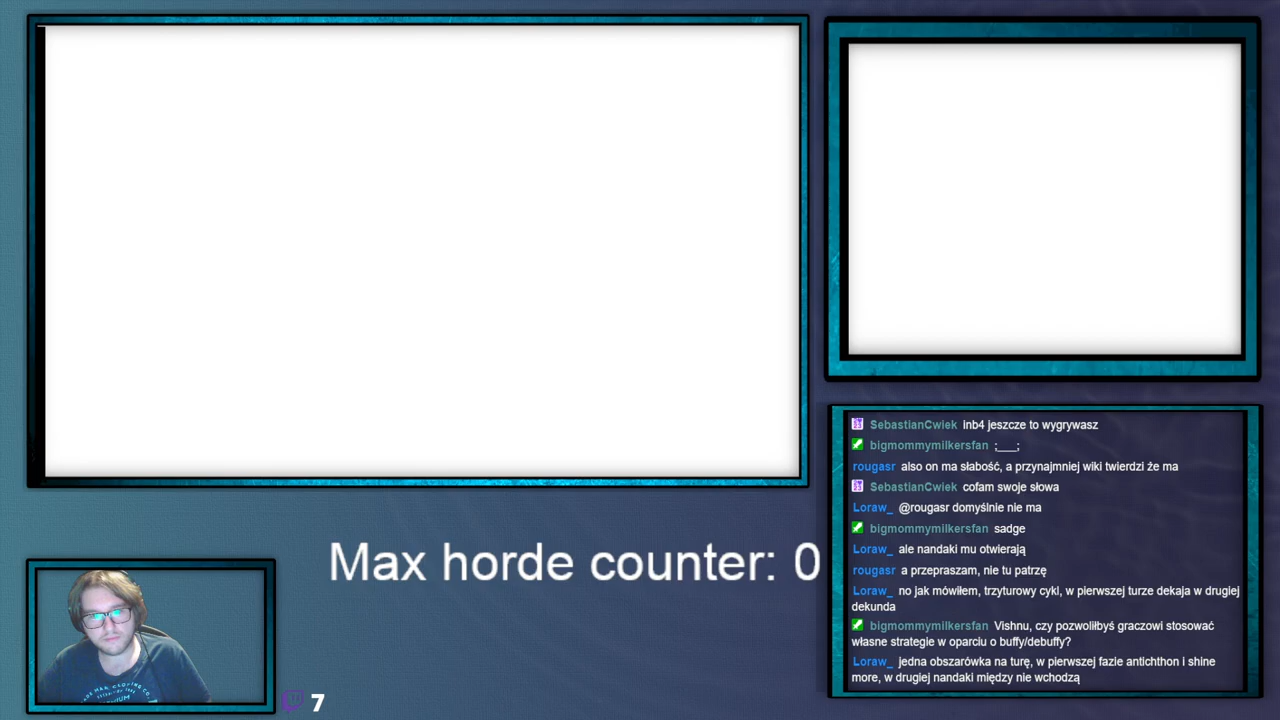 SebastianCwiek inb4 jeszcze to wygrywasz
bigmommymilkersfan ;___;
rougasr also on ma słabość, a przynajmniej wiki twierdzi że ma
SebastianCwiek cofam swoje słowa
Loraw_ @rougasr domyślnie nie ma
bigmommymilkersfan sadge
Loraw_ ale nandaki mu otwierają
rougasr a przepraszam, nie tu patrzę
Loraw_ no jak mówiłem, trzyturowy cykl, w pierwszej turze dekaja w drugiej
dekunda
bigmommymilkersfan Vishnu, czy pozwoliłbyś graczowi stosować
własne strategie w oparciu o buffy/debuffy?
Loraw_ jedna obszarówka na turę, w pierwszej fazie antichthon i shine
more, w drugiej nandaki między nie wchodzą
Max horde counter: 0
7